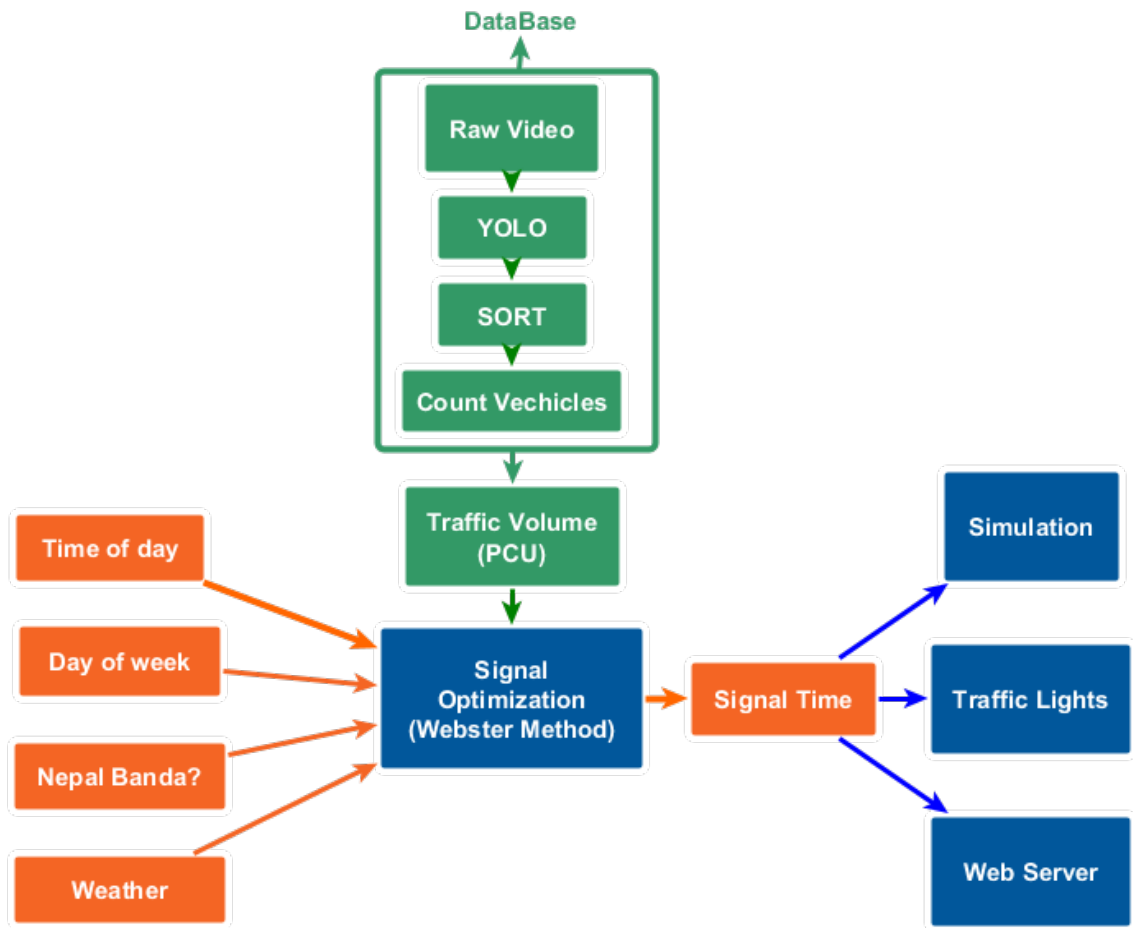 DataBase
Raw Video
YOLO
SORT
Count Vechicles
Traffic Volume
(PCU)
Time of day
Day of week
Nepal Banda?
Weather
Signal
Optimization
(Webster Method)
Signal Time
Simulation
Traffic Lights
Web Server